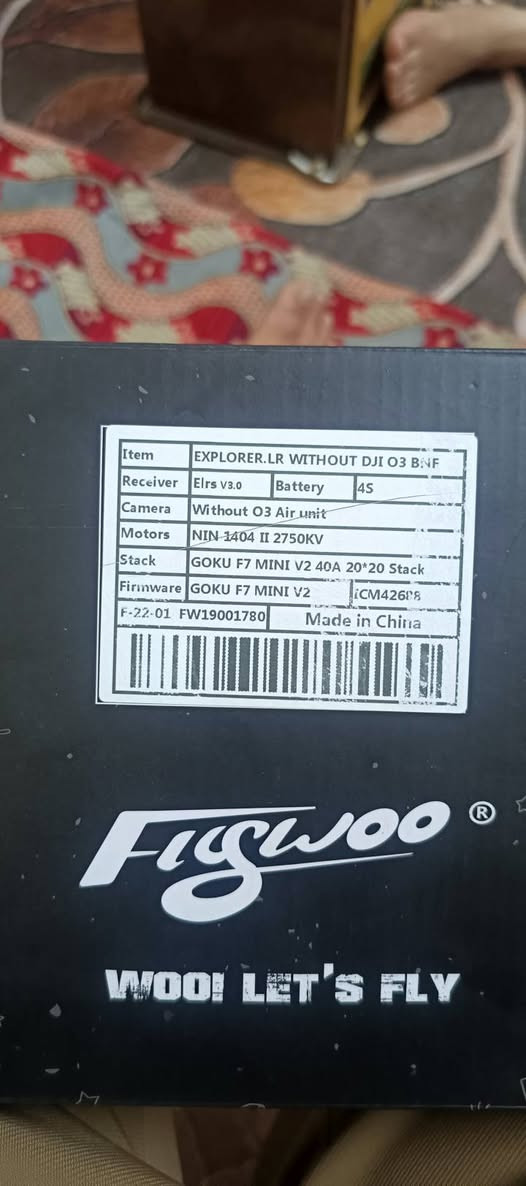 Item EXPLORER.LR WITHOUT DJI O3 BNF
Receiver Elrs V3.0 Battery 4S
Camera Without O3 Air unit
Motors NIN 1404 II 2750KV
Stack GOKU F7 MINI V2 40A 20*20 Stack
Firmware GOKU F7 MINI V2 ICM42688
F-22-01 FW19001780 Made in China
FLYWOO ®
WOO! LET'S FLY